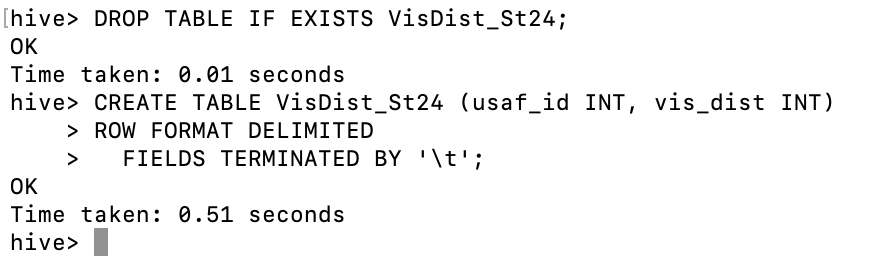 [hive> DROP TABLE IF EXISTS VisDist_St24;
OK
Time taken: 0.01 seconds
hive> CREATE TABLE VisDist_St24 (usaf_id INT, vis_dist INT)
    > ROW FORMAT DELIMITED
    >   FIELDS TERMINATED BY '\t';
OK
Time taken: 0.51 seconds
hive>